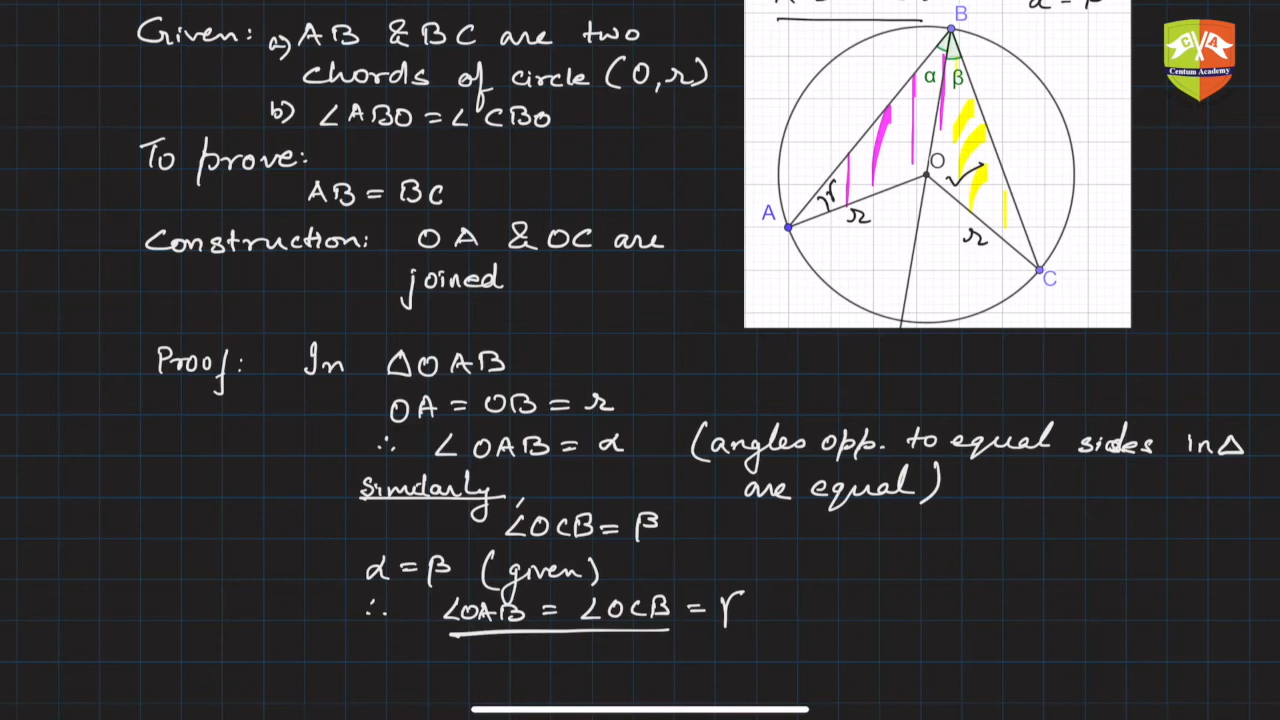 α = β
B
C A
Centum Academy
Given: a) AB & BC are two
chords of circle (O, r)
b) ∠ABO = ∠CBO
α β
To prove:
AB = BC
O
γ
A
r
r
C
Construction: OA & OC are
joined
Proof: In △OAB
OA = OB = r
∴ ∠OAB = α (angles opp. to equal sides in △
are equal)
Similarly,
∠OCB = β
α = β (given)
∴ ∠OAB = ∠OCB = γ